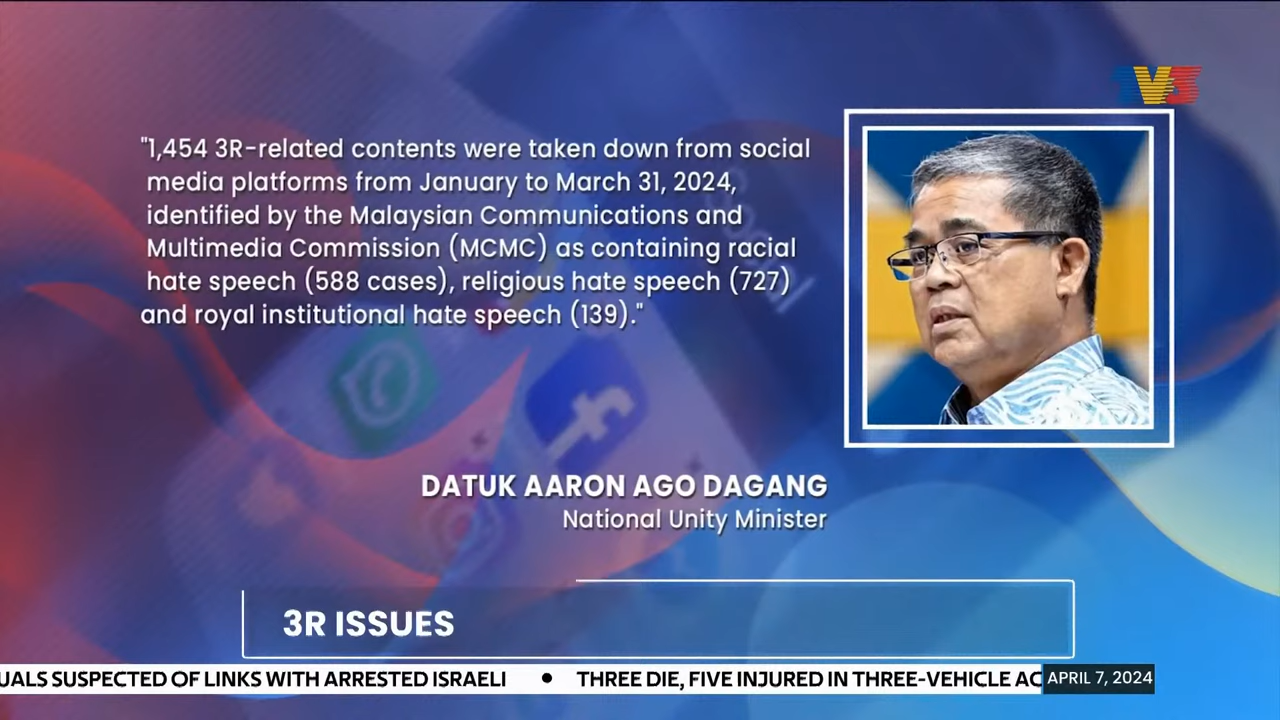 TV3
"1,454 3R-related contents were taken down from social
media platforms from January to March 31, 2024,
identified by the Malaysian Communications and
Multimedia Commission (MCMC) as containing racial
hate speech (588 cases), religious hate speech (727)
and royal institutional hate speech (139)."
DATUK AARON AGO DAGANG
National Unity Minister
3R ISSUES
UALS SUSPECTED OF LINKS WITH ARRESTED ISRAELI • THREE DIE, FIVE INJURED IN THREE-VEHICLE AC
APRIL 7, 2024